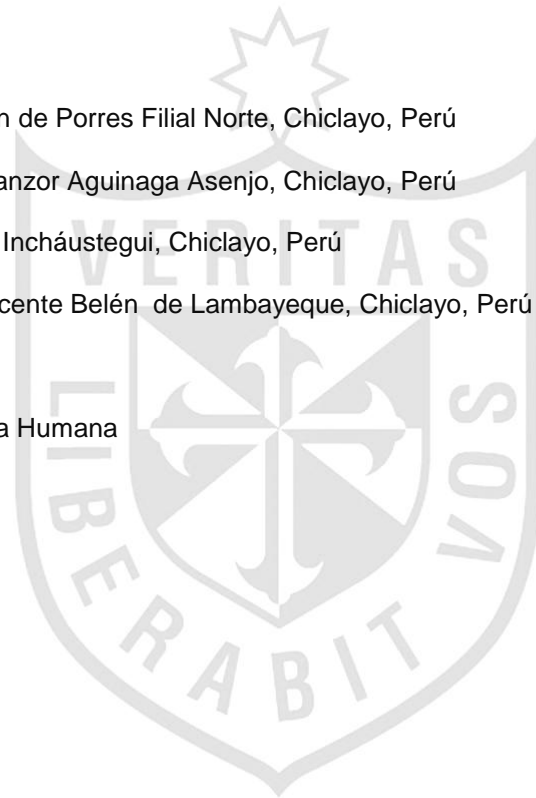 n de Porres Filial Norte, Chiclayo, Perú
anzor Aguinaga Asenjo, Chiclayo, Perú
Incháustegui, Chiclayo, Perú
cente Belén de Lambayeque, Chiclayo, Perú
a Humana
VERITAS
LIBERABIT VOS